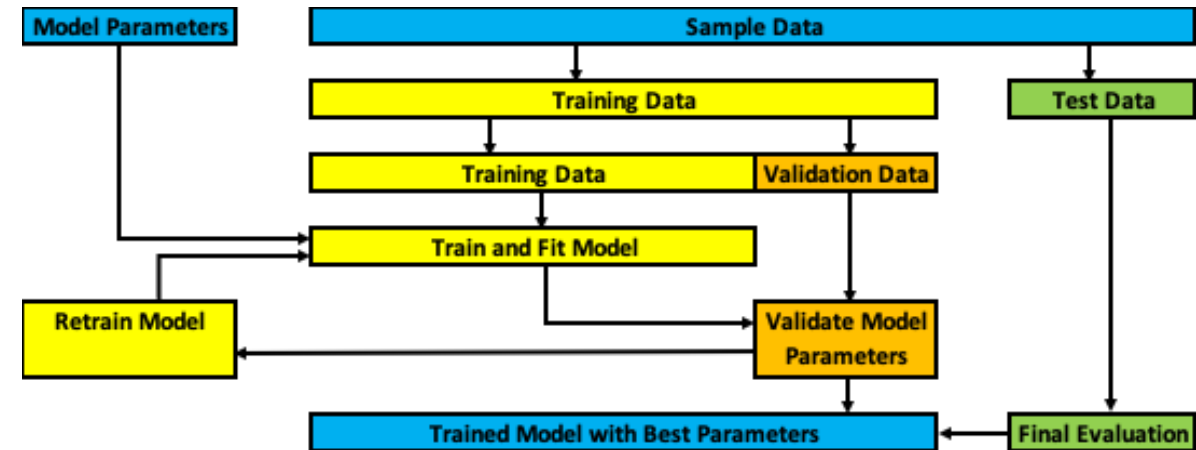 Model Parameters
Sample Data
Training Data
Test Data
Training Data
Validation Data
Train and Fit Model
Retrain Model
Validate Model
Parameters
Trained Model with Best Parameters
Final Evaluation